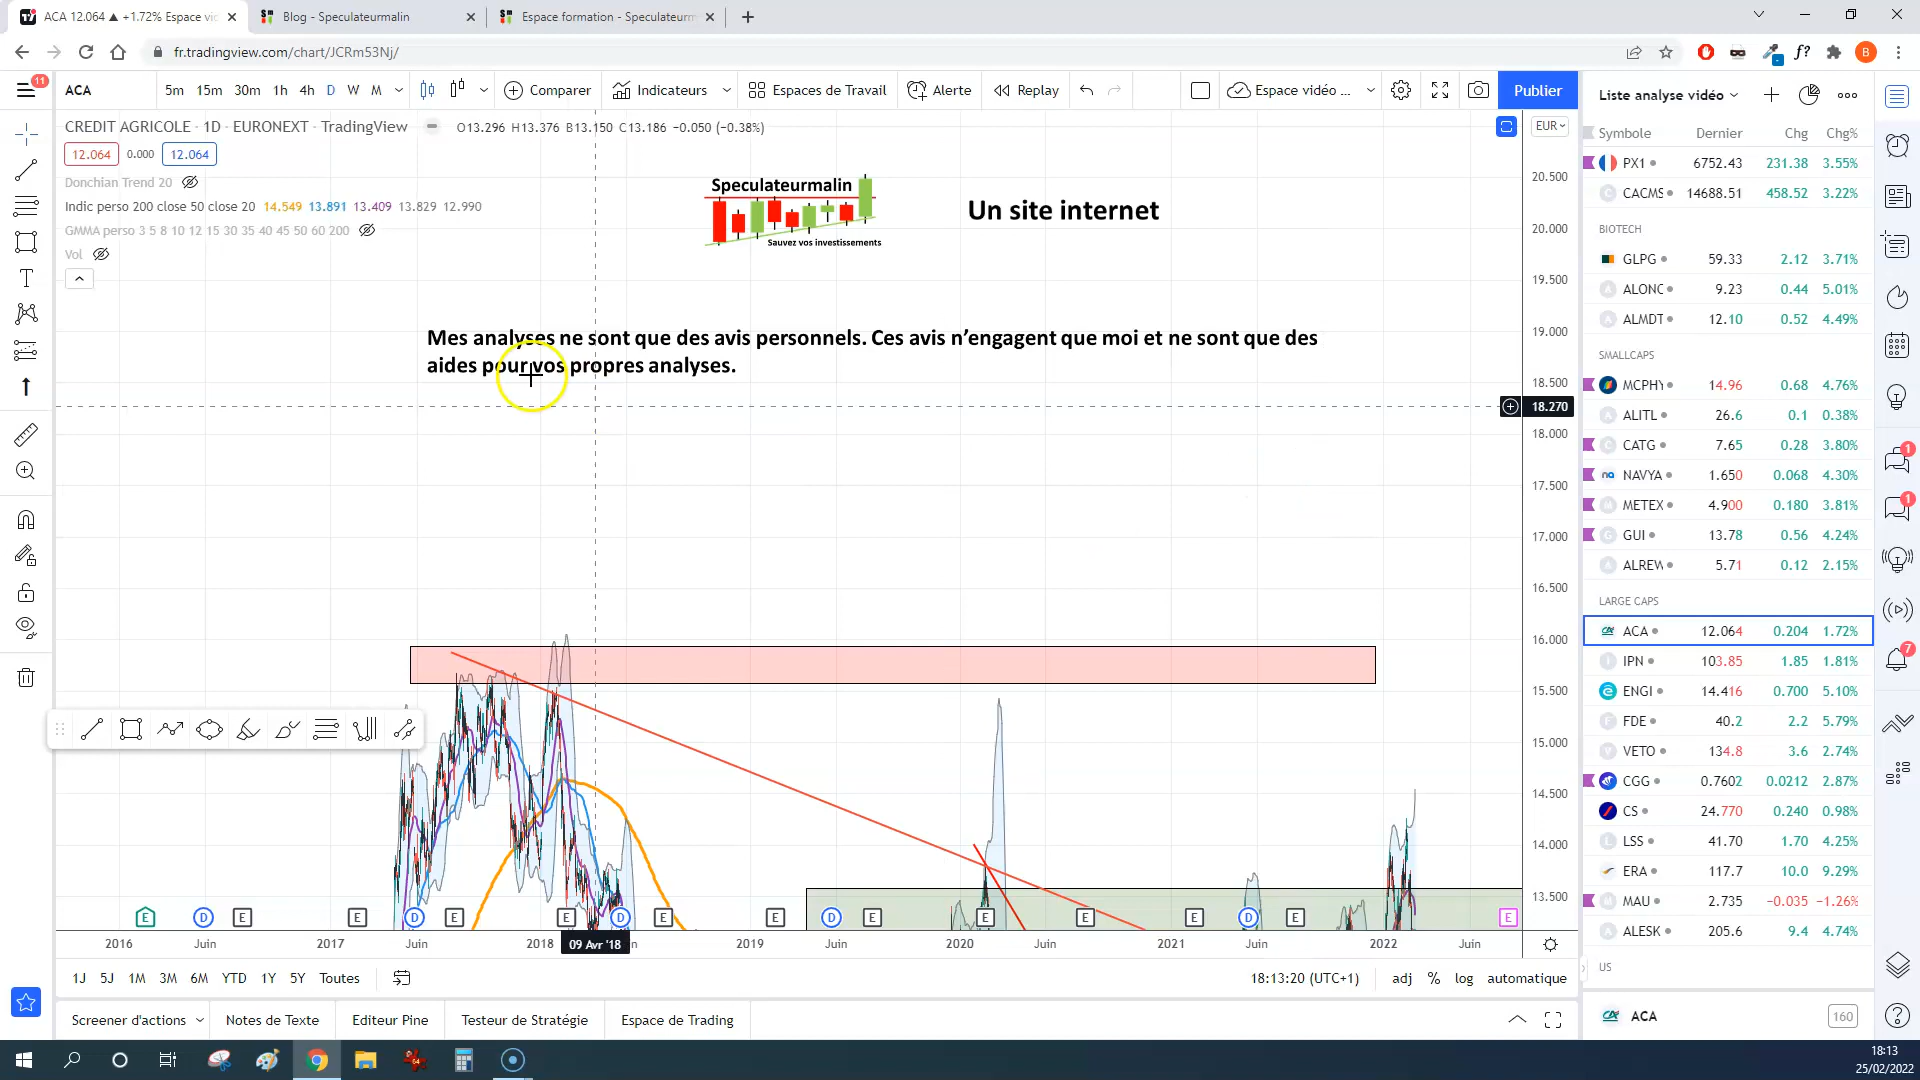 ACA 12.064 ▲ +1.72% Espace vid
Blog - Speculateurmalin
Espace formation - Speculateurm
fr.tradingview.com/chart/JCRm53Nj/
B
11
ACA
5m 15m 30m 1h 4h D W M
Comparer
Indicateurs
Espaces de Travail
Alerte
Replay
Espace vidéo ...
Publier
CREDIT AGRICOLE · 1D · EURONEXT · TradingView
O13.296 H13.376 B13.150 C13.186 -0.050 (-0.38%)
12.064 0.000 12.064
Donchian Trend 20
Indic perso 200 close 50 close 20 14.549 13.891 13.409 13.829 12.990
GMMA perso 3 5 8 10 12 15 30 35 40 45 50 60 200
Vol
Speculateurmalin
Sauvez vos investissements
Un site internet
Mes analyses ne sont que des avis personnels. Ces avis n'engagent que moi et ne sont que des
aides pour vos propres analyses.
EUR
20.500
20.000
19.500
19.000
18.500
18.270
18.000
17.500
17.000
16.500
16.000
15.500
15.000
14.500
14.000
13.500
E D E E D E E D E E D E E E E D E E
2016 Juin 2017 Juin 2018 09 Avr '18 2019 Juin 2020 Juin 2021 Juin 2022 Juin
1J 5J 1M 3M 6M YTD 1Y 5Y Toutes
18:13:20 (UTC+1)
adj % log automatique
Screener d'actions
Notes de Texte
Editeur Pine
Testeur de Stratégie
Espace de Trading
Liste analyse vidéo
Symbole Dernier Chg Chg%
PX1 6752.43 231.38 3.55%
CACMS 14688.51 458.52 3.22%
BIOTECH
GLPG 59.33 2.12 3.71%
ALONC 9.23 0.44 5.01%
ALMDT 12.10 0.52 4.49%
SMALLCAPS
MCPHY 14.96 0.68 4.76%
ALITL 26.6 0.1 0.38%
CATG 7.65 0.28 3.80%
NAVYA 1.650 0.068 4.30%
METEX 4.900 0.180 3.81%
GUI 13.78 0.56 4.24%
ALREW 5.71 0.12 2.15%
LARGE CAPS
ACA 12.064 0.204 1.72%
IPN 103.85 1.85 1.81%
ENGI 14.416 0.700 5.10%
FDE 40.2 2.2 5.79%
VETO 134.8 3.6 2.74%
CGG 0.7602 0.0212 2.87%
CS 24.770 0.240 0.98%
LSS 41.70 1.70 4.25%
ERA 117.7 10.0 9.29%
MAU 2.735 -0.035 -1.26%
ALESK 205.6 9.4 4.74%
US
ACA 160
1
1
7
18:13
25/02/2022